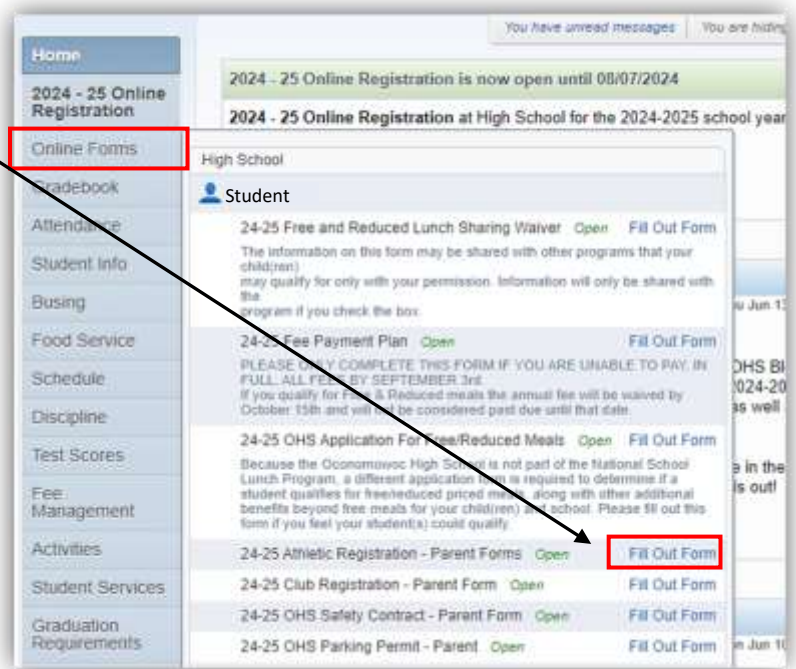 You have unread messages
You are hiding
Home
2024 - 25 Online
Registration
Online Forms
Gradebook
Attendance
Student Info
Busing
Food Service
Schedule
Discipline
Test Scores
Fee
Management
Activities
Student Services
Graduation
Requirements
2024 - 25 Online Registration is now open until 08/07/2024
2024 - 25 Online Registration at High School for the 2024-2025 school year
High School
Student
24-25 Free and Reduced Lunch Sharing Waiver Open Fill Out Form
The information on this form may be shared with other programs that your
child(ren)
may qualify for only with your permission. Information will only be shared with
the
program if you check the box.
24-25 Fee Payment Plan Open Fill Out Form
PLEASE ONLY COMPLETE THIS FORM IF YOU ARE UNABLE TO PAY, IN
FULL, ALL FEES BY SEPTEMBER 3rd.
If you qualify for Free & Reduced meals the annual fee will be waived by
October 15th and will not be considered past due until that date.
24-25 OHS Application For Free/Reduced Meals Open Fill Out Form
Because the Oconomowoc High School is not part of the National School
Lunch Program, a different application form is required to determine if a
student qualifies for free/reduced priced meals, along with other additional
benefits beyond free meals for your child(ren) and school. Please fill out this
form if you feel your student(s) could qualify.
24-25 Athletic Registration - Parent Forms Open Fill Out Form
24-25 Club Registration - Parent Form Open Fill Out Form
24-25 OHS Safety Contract - Parent Form Open Fill Out Form
24-25 OHS Parking Permit - Parent Open Fill Out Form
Jun 13
OHS
as well
e in the
is out!
n Jun 10